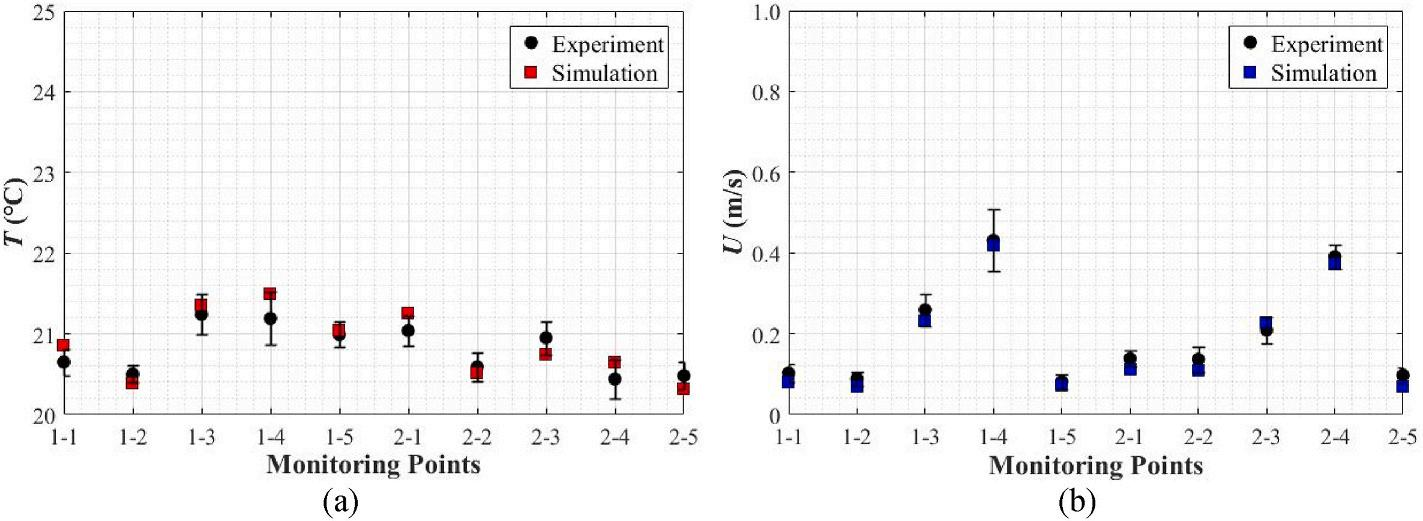 25
24
23
22
21
20
T (°C)
Experiment
Simulation
1-1 1-2 1-3 1-4 1-5 2-1 2-2 2-3 2-4 2-5
Monitoring Points
(a)
1.0
0.8
0.6
0.4
0.2
0
U (m/s)
Experiment
Simulation
1-1 1-2 1-3 1-4 1-5 2-1 2-2 2-3 2-4 2-5
Monitoring Points
(b)